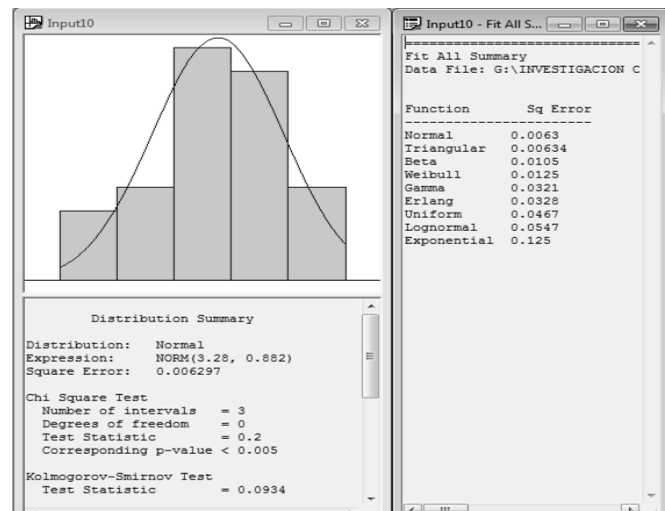 Input10
Distribution Summary
Distribution: Normal
Expression: NORM(3.28, 0.882)
Square Error: 0.006297
Chi Square Test
Number of intervals = 3
Degrees of freedom = 0
Test Statistic = 0.2
Corresponding p-value < 0.005
Kolmogorov-Smirnov Test
Test Statistic = 0.0934
Input10 - Fit All S...
Fit All Summary
Data File: G:\INVESTIGACION C
Function Sq Error
Normal 0.0063
Triangular 0.00634
Beta 0.0105
Weibull 0.0125
Gamma 0.0321
Erlang 0.0328
Uniform 0.0467
Lognormal 0.0547
Exponential 0.125